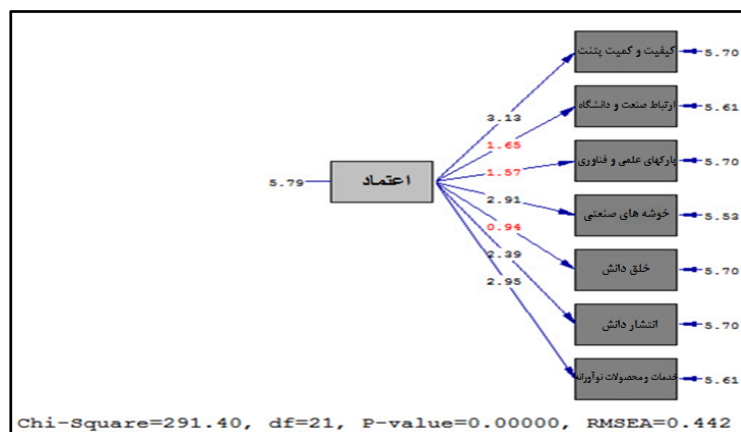 کیفیت و کمیت پتنت
5.70
3.13
ارتباط صنعت و دانشگاه
5.61
1.65
پارکهای علمی و فناوری
5.70
1.57
5.79
اعتماد
2.91
خوشه های صنعتی
5.53
0.94
خلق دانش
5.70
2.39
2.95
انتشار دانش
5.70
خدمات و محصولات نوآورانه
5.61
Chi-Square=291.40, df=21, P-value=0.00000, RMSEA=0.442